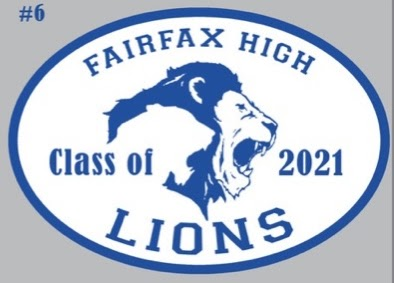 #6
FAIRFAX HIGH
Class of 2021
LIONS